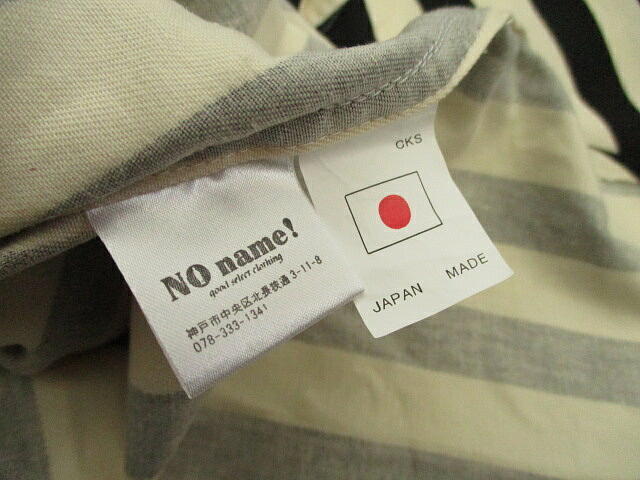 NO name!
good select clothing
神戸市中央区北長狭通3-11-8
078-333-1341
CKS
JAPAN MADE